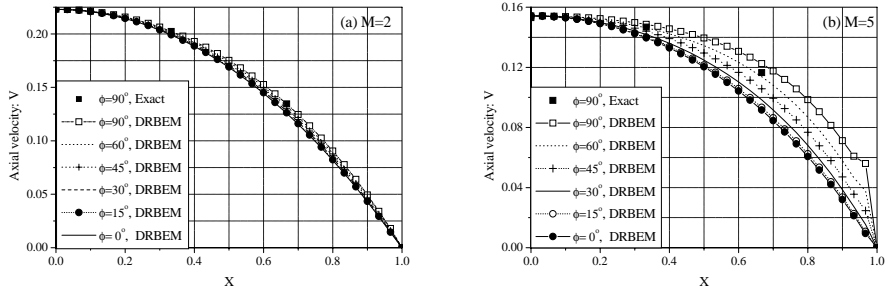 (a) M=2
Axial velocity: V
0.20
0.15
0.10
0.05
0.00
ϕ=90°, Exact
ϕ=90°, DRBEM
ϕ=60°, DRBEM
ϕ=45°, DRBEM
ϕ=30°, DRBEM
ϕ=15°, DRBEM
ϕ= 0°, DRBEM
0.0 0.2 0.4 0.6 0.8 1.0
X
(b) M=5
Axial velocity: V
0.16
0.12
0.08
0.04
0.00
ϕ=90°, Exact
ϕ=90°, DRBEM
ϕ=60°, DRBEM
ϕ=45°, DRBEM
ϕ=30°, DRBEM
ϕ=15°, DRBEM
ϕ= 0°, DRBEM
0.0 0.2 0.4 0.6 0.8 1.0
X